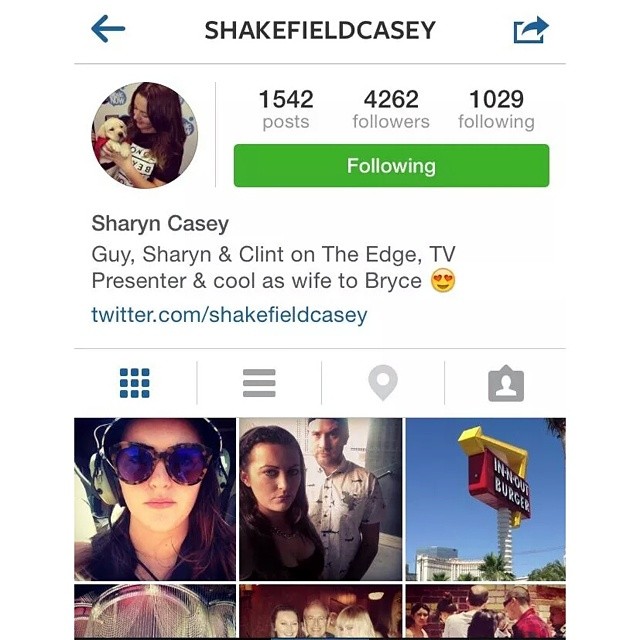 SHAKEFIELDCASEY
1542 4262 1029
posts followers following
Following
Sharyn Casey
Guy, Sharyn & Clint on The Edge, TV
Presenter & cool as wife to Bryce 😍
twitter.com/shakefieldcasey
IN-N-OUT
BURGER